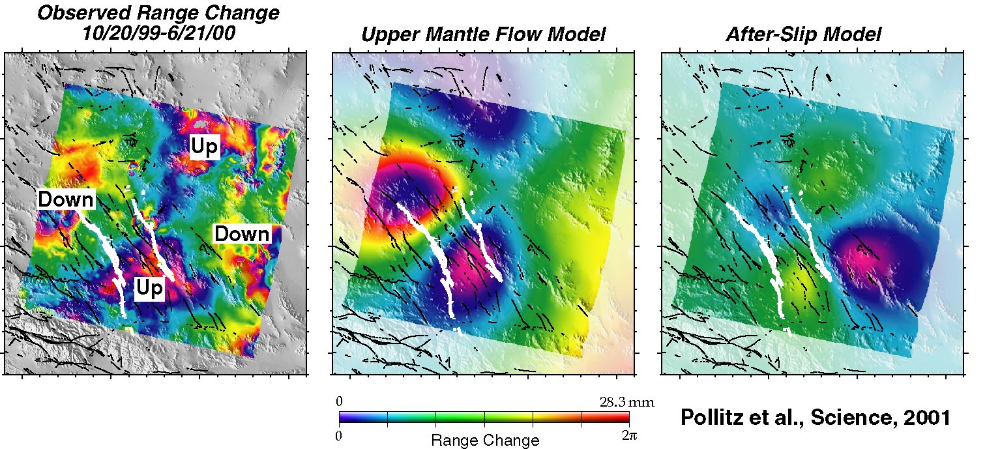 Observed Range Change
10/20/99-6/21/00
Upper Mantle Flow Model
After-Slip Model
Up
Down
Down
Up
0
28.3 mm
0
2π
Range Change
Pollitz et al., Science, 2001